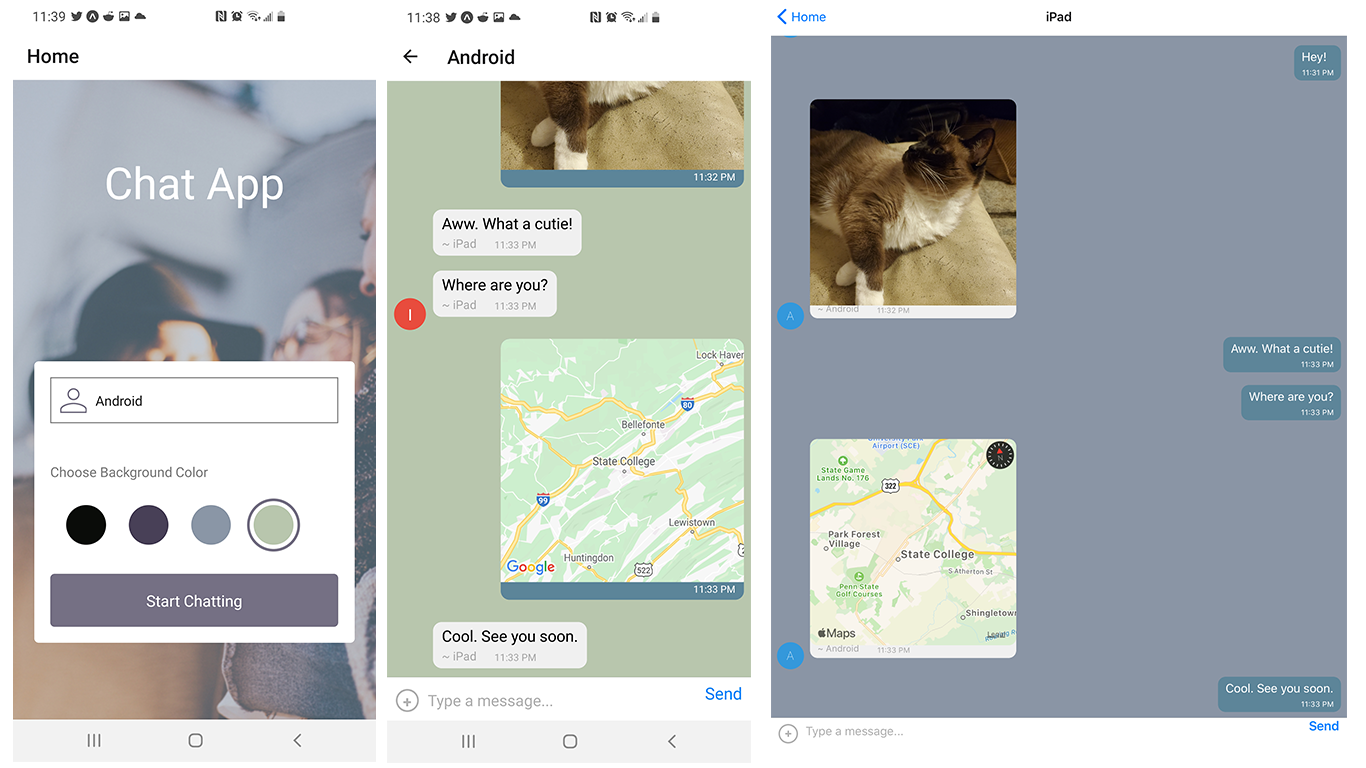 11:39
Home
Chat App
Android
Choose Background Color
Start Chatting
11:38
Android
11:32 PM
Aww. What a cutie!
~ iPad 11:33 PM
Where are you?
~ iPad 11:33 PM
I
Lock Haven
80
Bellefonte
State College
99
Lewistown
Huntingdon
522
Google
11:33 PM
Cool. See you soon.
~ iPad 11:33 PM
Type a message...
Send
Home
iPad
Hey!
11:31 PM
~ Android 11:32 PM
A
Aww. What a cutie!
11:33 PM
Where are you?
11:33 PM
University Park
Airport (SCE)
N
State Game
Lands No. 176
322
Park Forest
Village
State College
S Atherton St
Penn State
Golf Courses
Shingletown
Maps
Legal
~ Android 11:33 PM
A
Cool. See you soon.
11:33 PM
Type a message...
Send